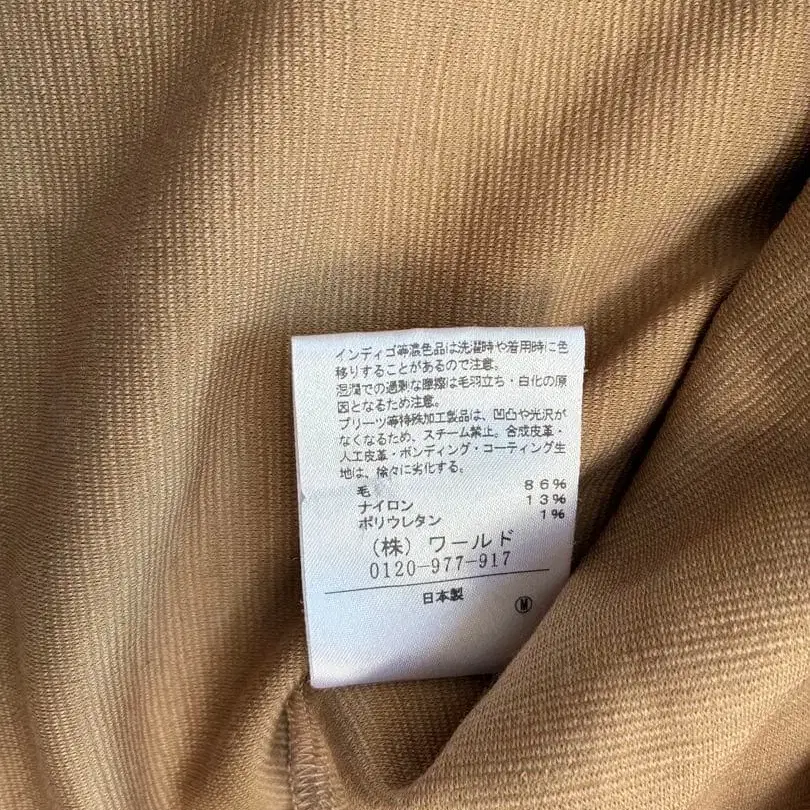 インディゴ等濃色品は洗濯時や着用時に色
移りすることがあるので注意。
湿潤での過剰な摩擦は毛羽立ち・白化の原
因となるため注意。
プリーツ等特殊加工製品は、凹凸や光沢が
なくなるため、スチーム禁止。合成皮革・
人工皮革・ボンディング・コーティング生
地は、徐々に劣化する。
毛 86%
ナイロン 13%
ポリウレタン 1%
(株)ワールド
0120-977-917
日本製
M